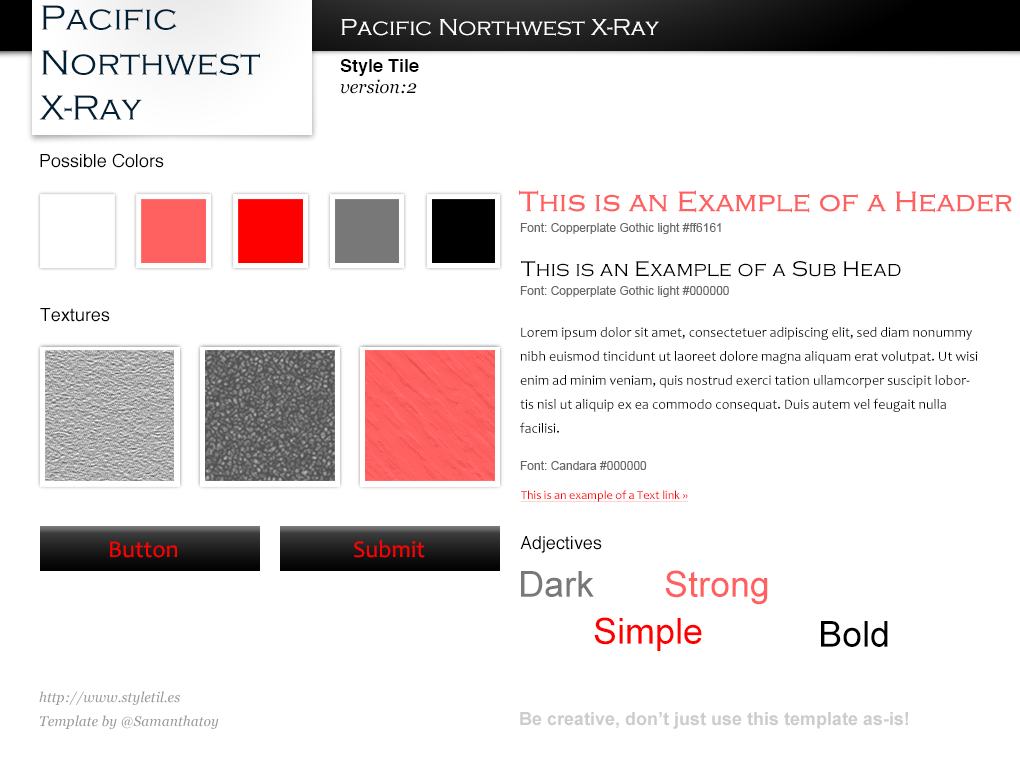 Pacific
Northwest
X-Ray
Pacific Northwest X-Ray
Style Tile
version:2
Possible Colors
This is an Example of a Header
Font: Copperplate Gothic light #ff6161
This is an Example of a Sub Head
Font: Copperplate Gothic light #000000
Textures
Lorem ipsum dolor sit amet, consectetuer adipiscing elit, sed diam nonummy
nibh euismod tincidunt ut laoreet dolore magna aliquam erat volutpat. Ut wisi
enim ad minim veniam, quis nostrud exerci tation ullamcorper suscipit lobor-
tis nisl ut aliquip ex ea commodo consequat. Duis autem vel feugait nulla
facilisi.
Font: Candara #000000
This is an example of a Text link »
Button
Submit
Adjectives
Dark
Strong
Simple
Bold
http://www.styletil.es
Template by @Samanthatoy
Be creative, don’t just use this template as-is!